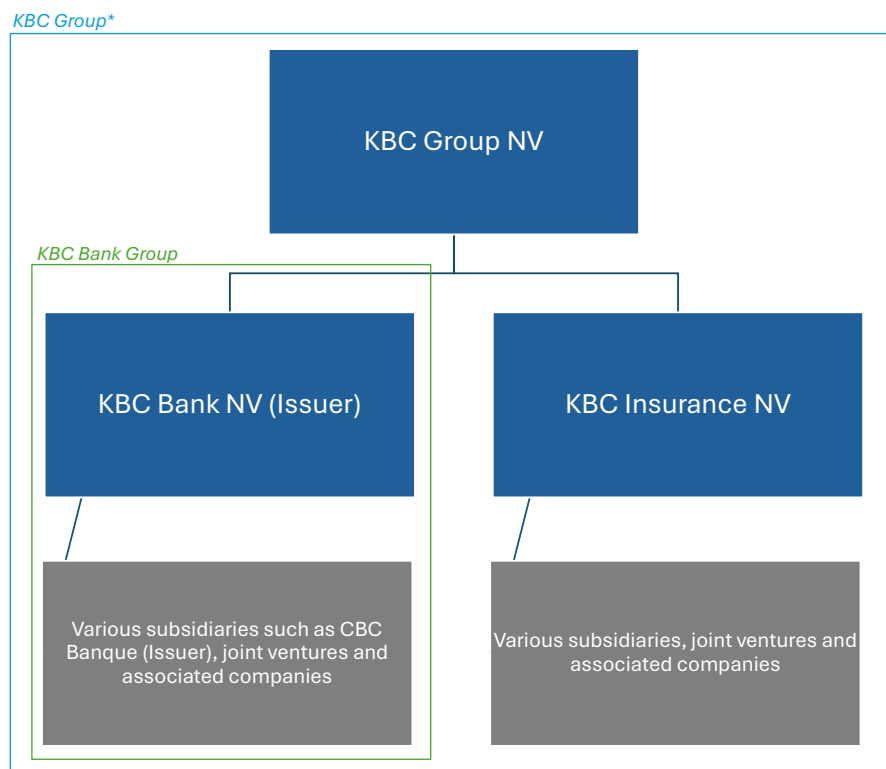 KBC Group*
KBC Group NV
KBC Bank Group
KBC Bank NV (Issuer)
KBC Insurance NV
Various subsidiaries such as CBC
Banque (Issuer), joint ventures and
associated companies
Various subsidiaries, joint ventures and
associated companies